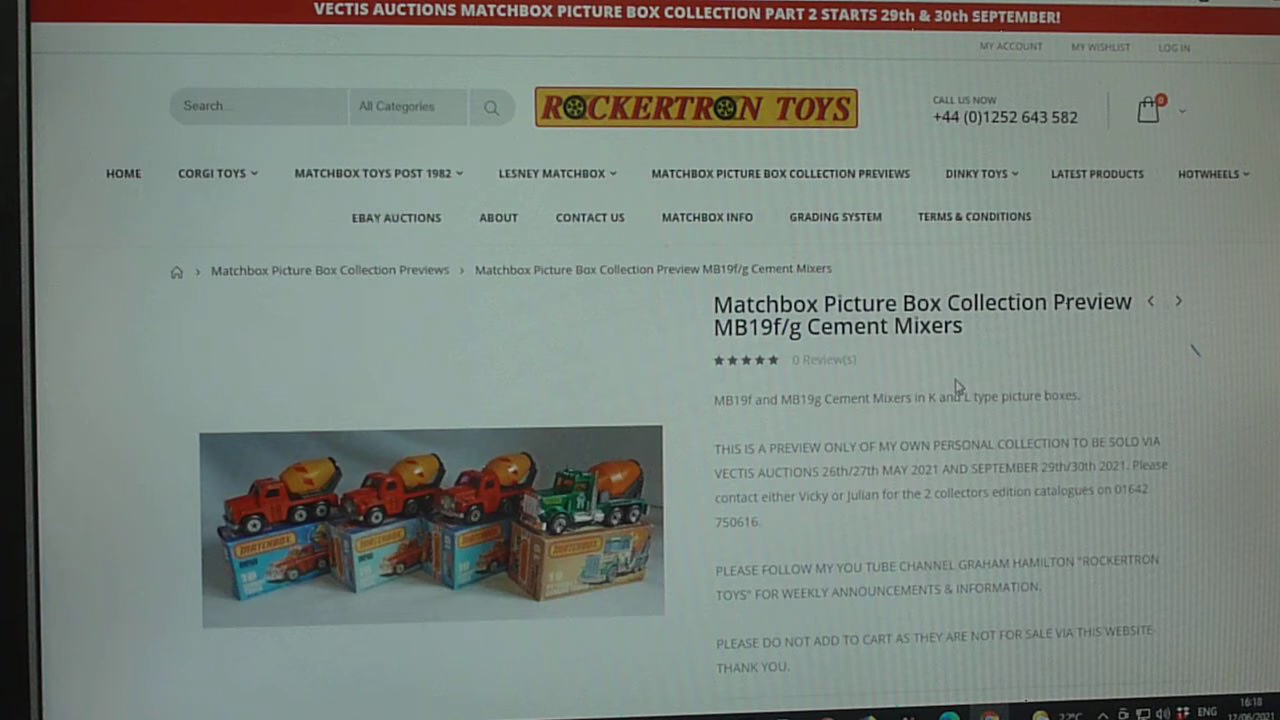 VECTIS AUCTIONS MATCHBOX PICTURE BOX COLLECTION PART 2 STARTS 29th & 30th SEPTEMBER!
MY ACCOUNT MY WISHLIST LOG IN
Search... All Categories
ROCKERTRON TOYS
CALL US NOW
+44 (0)1252 643 582
0
HOME CORGI TOYS MATCHBOX TOYS POST 1982 LESNEY MATCHBOX MATCHBOX PICTURE BOX COLLECTION PREVIEWS DINKY TOYS LATEST PRODUCTS HOTWHEELS
EBAY AUCTIONS ABOUT CONTACT US MATCHBOX INFO GRADING SYSTEM TERMS & CONDITIONS
Matchbox Picture Box Collection Previews > Matchbox Picture Box Collection Preview MB19f/g Cement Mixers
Matchbox Picture Box Collection Preview
MB19f/g Cement Mixers
0 Review(s)
MB19f and MB19g Cement Mixers in K and L type picture boxes.
THIS IS A PREVIEW ONLY OF MY OWN PERSONAL COLLECTION TO BE SOLD VIA
VECTIS AUCTIONS 26th/27th MAY 2021 AND SEPTEMBER 29th/30th 2021. Please
contact either Vicky or Julian for the 2 collectors edition catalogues on 01642
750616.
PLEASE FOLLOW MY YOU TUBE CHANNEL GRAHAM HAMILTON "ROCKERTRON
TOYS" FOR WEEKLY ANNOUNCEMENTS & INFORMATION.
PLEASE DO NOT ADD TO CART AS THEY ARE NOT FOR SALE VIA THIS WEBSITE
THANK YOU.
MATCHBOX MATCHBOX MATCHBOX MATCHBOX
19 19 19 19
ENG 16:18